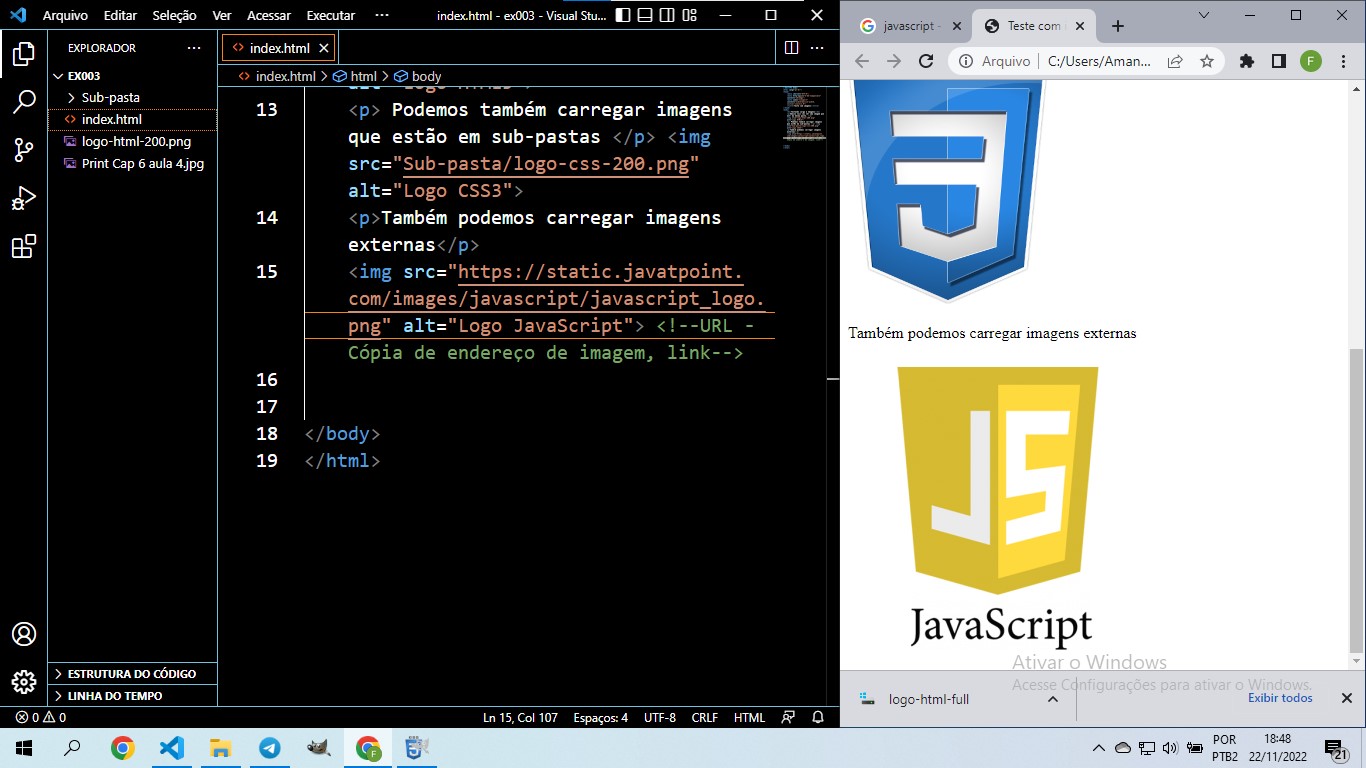 Arquivo Editar Seleção Ver Acessar Executar ··· index.html - ex003 - Visual Stu...
EXPLORADOR ···
EX003
Sub-pasta
index.html
logo-html-200.png
Print Cap 6 aula 4.jpg
ESTRUTURA DO CÓDIGO
LINHA DO TEMPO
index.html
index.html > html > body
alt="Logo HTML5">
13 <p> Podemos também carregar imagens
que estão em sub-pastas </p> <img
src="Sub-pasta/logo-css-200.png"
alt="Logo CSS3">
14 <p>Também podemos carregar imagens
externas</p>
15 <img src="https://static.javatpoint.
com/images/javascript/javascript_logo.
png" alt="Logo JavaScript"> <!--URL -
Cópia de endereço de imagem, link-->
16
17
18 </body>
19 </html>
0 0 Ln 15, Col 107 Espaços: 4 UTF-8 CRLF HTML
javascript - Teste com i
Arquivo C:/Users/Aman... F
Também podemos carregar imagens externas
JS
JavaScript
Ativar o Windows
Acesse Configurações para ativar o Windows.
logo-html-full Exibir todos
F
POR
PTB2
18:48
22/11/2022
21